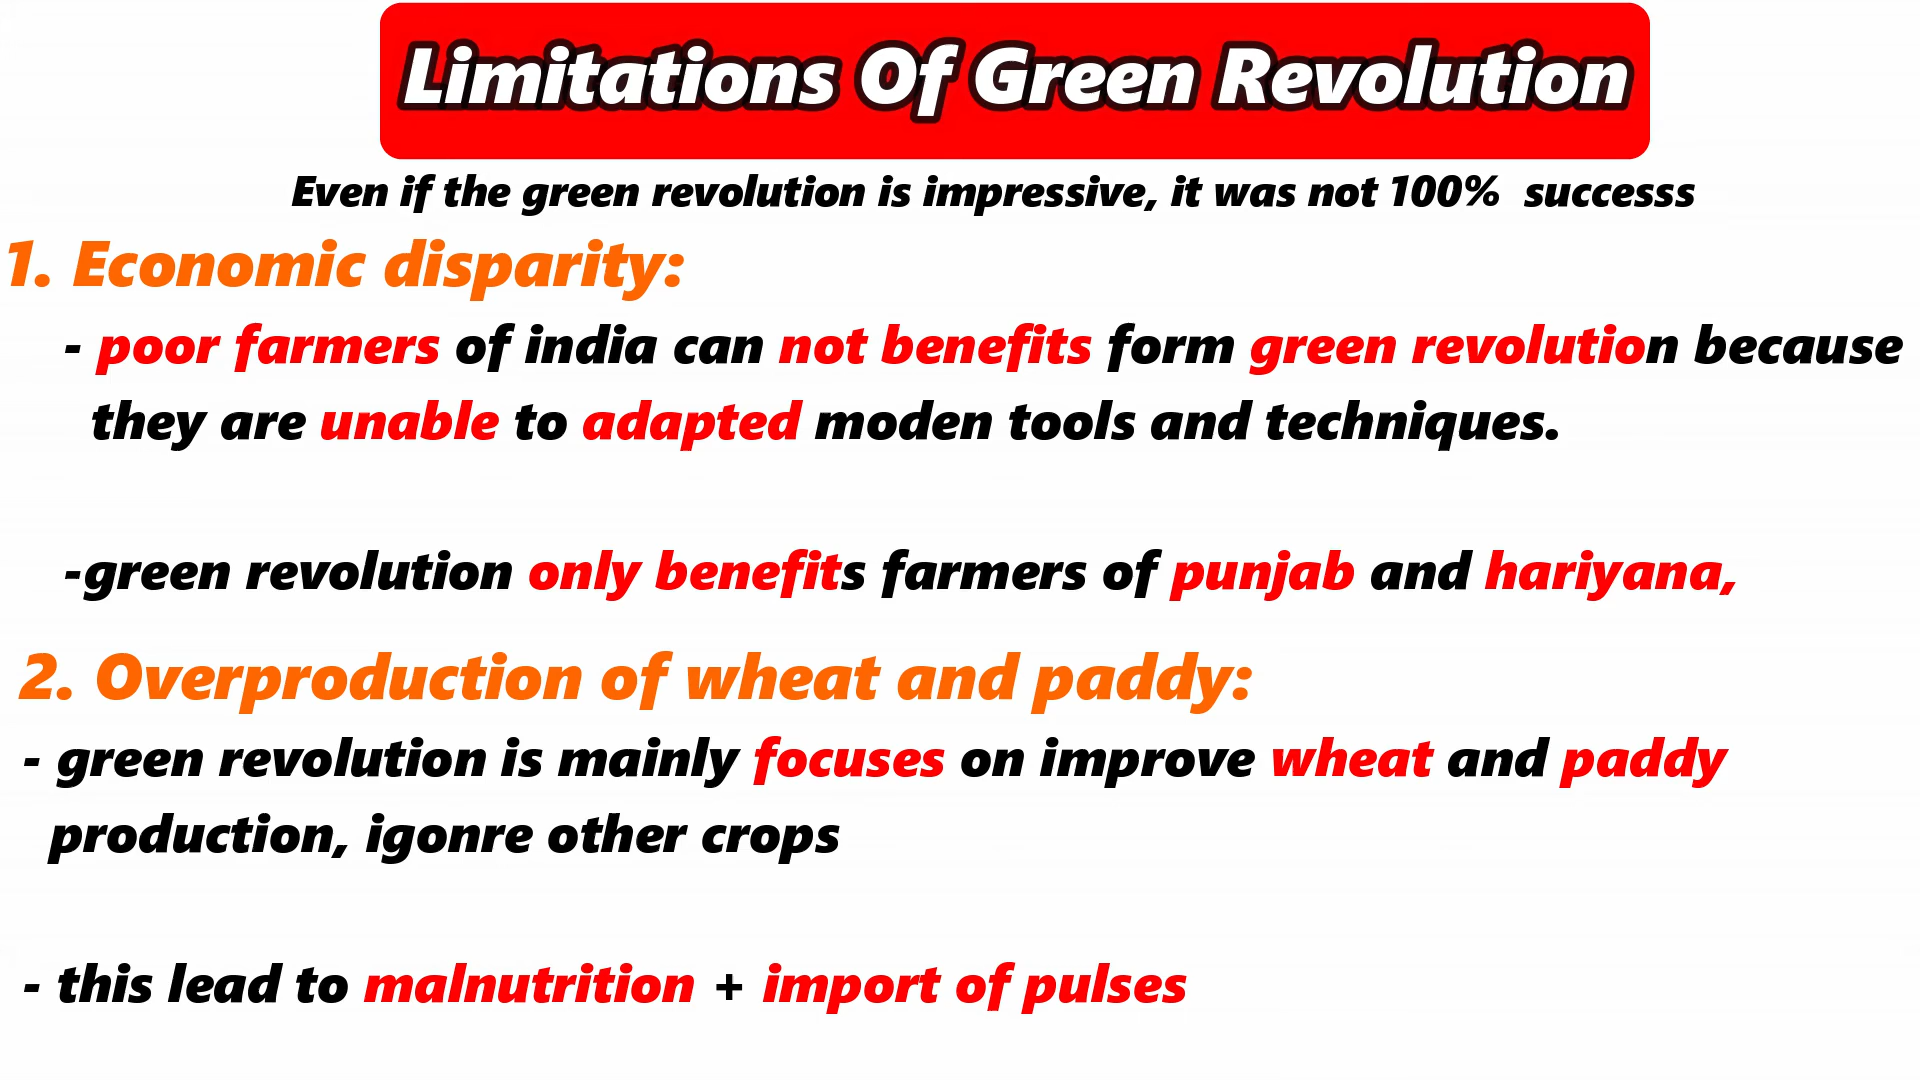 Limitations Of Green Revolution
Even if the green revolution is impressive, it was not 100% successs
1. Economic disparity:
- poor farmers of india can not benefits form green revolution because
they are unable to adapted moden tools and techniques.
-green revolution only benefits farmers of punjab and hariyana,
2. Overproduction of wheat and paddy:
- green revolution is mainly focuses on improve wheat and paddy
production, igonre other crops
- this lead to malnutrition + import of pulses